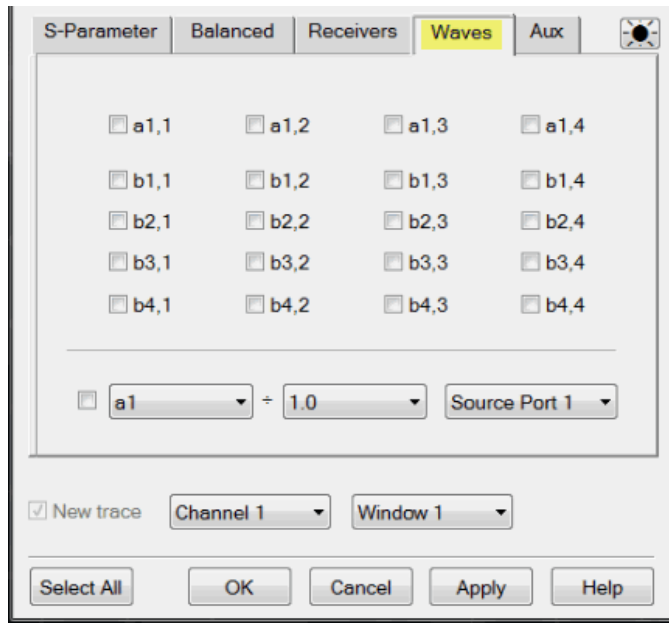 S-Parameter Balanced Receivers Waves Aux
a1,1 a1,2 a1,3 a1,4
b1,1 b1,2 b1,3 b1,4
b2,1 b2,2 b2,3 b2,4
b3,1 b3,2 b3,3 b3,4
b4,1 b4,2 b4,3 b4,4
a1 ÷ 1.0 Source Port 1
New trace Channel 1 Window 1
Select All OK Cancel Apply Help